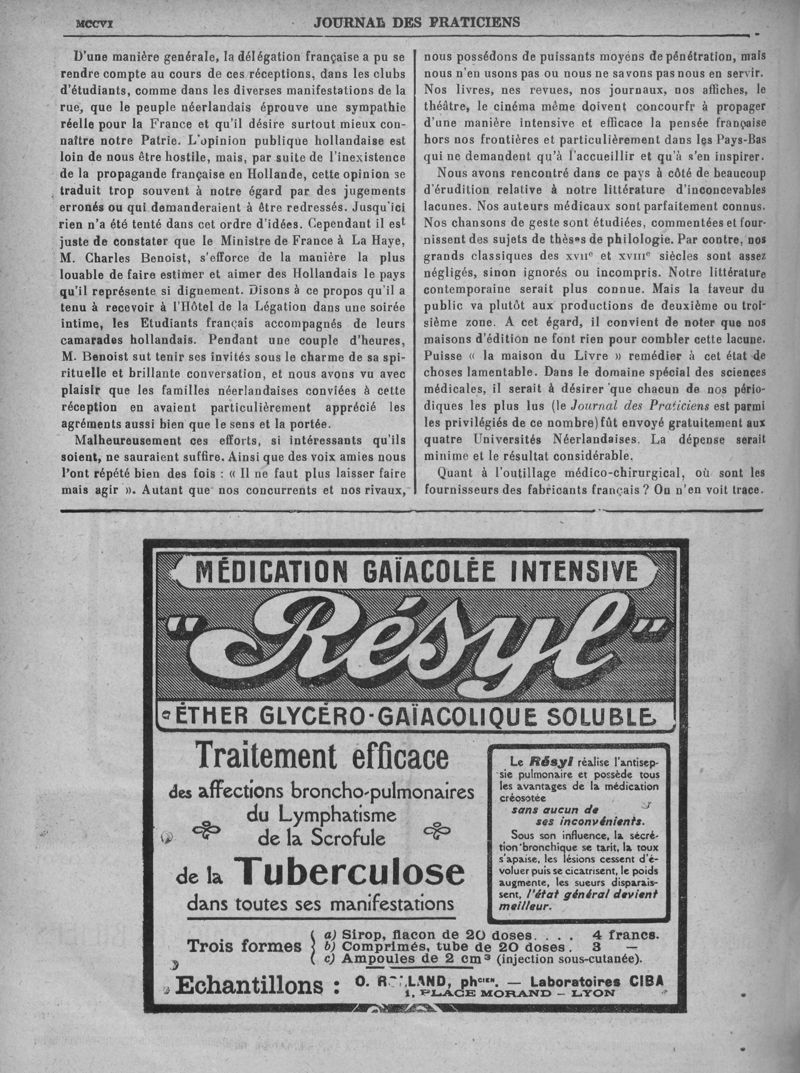 MCCVI
JOURNAL DES PRATICIENS
D'une manière genérale, la délégation française a pu se
rendre compte au cours de ces réceptions, dans les clubs
d'étudiants, comme dans les diverses manifestations de la
rue, que le peuple néerlandais éprouve une sympathie
réelle pour la France et qu'il désire surtout mieux con-
naître notre Patrie. L'opinion publique hollandaise est
loin de nous être hostile, mais, par suite de l'inexistence
de la propagande française en Hollande, cette opinion se
traduit trop souvent à notre égard par des jugements
erronés ou qui demanderaient à être redressés. Jusqu'ici
rien n'a été tenté dans cet ordre d'idées. Cependant il est
juste de constater que le Ministre de France à La Haye,
M. Charles Benoist, s'efforce de la manière la plus
louable de faire estimer et aimer des Hollandais le pays
qu'il représente si dignement. Disons à ce propos qu'il a
tenu à recevoir à l'Hôtel de la Légation dans une soirée
intime, les Etudiants français accompagnés de leurs
camarades hollandais. Pendant une couple d'heures,
M. Benoist sut tenir ses invités sous le charme de sa spi-
rituelle et brillante conversation, et nous avons vu avec
plaisir que les familles néerlandaises conviées à cette
réception en avaient particulièrement apprécié les
agréments aussi bien que le sens et la portée.
Malheureusement ces efforts, si intéressants qu'ils
soient, ne sauraient suffire. Ainsi que des voix amies nous
l'ont répété bien des fois : « Il ne faut plus laisser faire
mais agir ». Autant que nos concurrents et nos rivaux,
nous possédons de puissants moyens de pénétration, mais
nous n'en usons pas ou nous ne savons pas nous en servir.
Nos livres, nes revues, nos journaux, nos affiches, le
théâtre, le cinéma même doivent concourfr à propager
d'une manière intensive et efficace la pensée française
hors nos frontières et particulièrement dans les Pays-Bas
qui ne demandent qu'à l'accueillir et qu'à s'en inspirer.
Nous avons rencontré dans ce pays à côté de beaucoup
d'érudition relative à notre littérature d'inconcevables
lacunes. Nos auteurs médicaux sont parfaitement connus.
Nos chansons de geste sont étudiées, commentées et four-
nissent des sujets de thèses de philologie. Par contre, nos
grands classiques des XVIIe et XVIIIe siècles sont assez
négligés, sinon ignorés ou incompris. Notre littérature
contemporaine serait plus connue. Mais la faveur du
public va plutôt aux productions de deuxième ou troi-
sième zone. A cet égard, il convient de noter que nos
maisons d'édition ne font rien pour combler cette lacune.
Puisse « la maison du Livre » remédier à cet état de
choses lamentable. Dans le domaine spécial des sciences
médicales, il serait à désirer que chacun de nos pério-
diques les plus lus (le Journal des Praticiens est parmi
les privilégiés de ce nombre) fût envoyé gratuitement aux
quatre Universités Néerlandaises. La dépense serait
minime et le résultat considérable.
Quant à l'outillage médico-chirurgical, où sont les
fournisseurs des fabricants français ? On n'en voit trace.
MÉDICATION GAÏACOLÉE INTENSIVE
"Résyl"
ÉTHER GLYCÉRO-GAÏACOLIQUE SOLUBLE
Traitement efficace
des affections broncho-pulmonaires
du Lymphatisme
de la Scrofule
de la Tuberculose
dans toutes ses manifestations
Le Résyl réalise l'antisep-
sie pulmonaire et possède tous
les avantages de la médication
créosotée
sans aucun de
ses inconvénients.
Sous son influence, la sécré-
tion bronchique se tarit, la toux
s'apaise, les lésions cessent d'é-
voluer puis se cicatrisent, le poids
augmente, les sueurs disparais-
sent, l'état général devient
meilleur.
Trois formes
a) Sirop, flacon de 20 doses.... 4 francs.
b) Comprimés, tube de 20 doses. 3 —
c) Ampoules de 2 cm³ (injection sous-cutanée).
Echantillons : O. LAND, phcien. — Laboratoires CIBA
1, PLACE MORAND — LYON